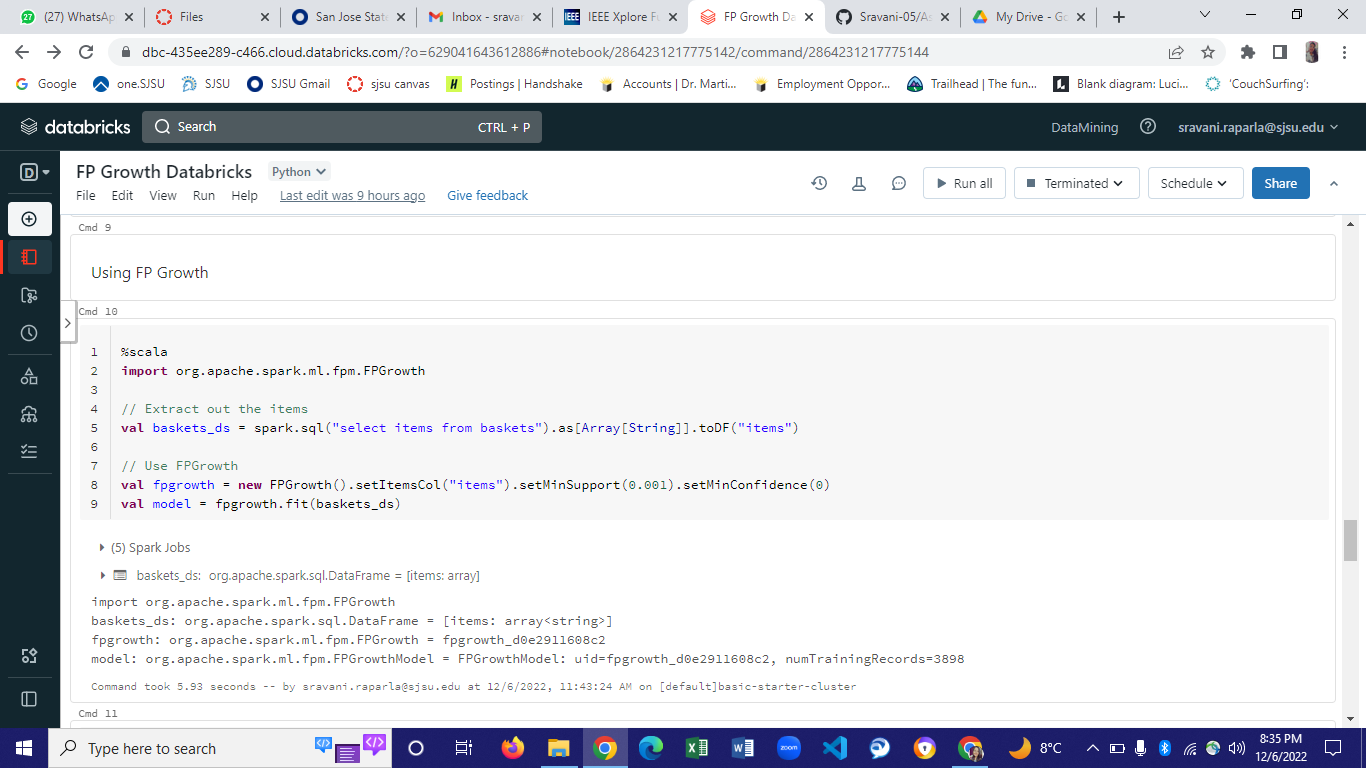 (27) WhatsAp
Files
San Jose Stat
Inbox - sravar
IEEE Xplore Fu
FP Growth Da
Sravani-05/As
My Drive - Go
dbc-435ee289-c466.cloud.databricks.com/?o=629041643612886#notebook/2864231217775142/command/2864231217775144
Google
one.SJSU
SJSU
SJSU Gmail
sjsu canvas
Postings | Handshake
Accounts | Dr. Marti...
Employment Oppor...
Trailhead | The fun...
Blank diagram: Luci...
'CouchSurfing':
databricks
Search
CTRL + P
DataMining
sravani.raparla@sjsu.edu
D
FP Growth Databricks
Python
File Edit View Run Help
Last edit was 9 hours ago
Give feedback
Run all
Terminated
Schedule
Share
Cmd 9
Using FP Growth
Cmd 10
1 %scala
2 import org.apache.spark.ml.fpm.FPGrowth
3
4 // Extract out the items
5 val baskets_ds = spark.sql("select items from baskets").as[Array[String]].toDF("items")
6
7 // Use FPGrowth
8 val fpgrowth = new FPGrowth().setItemsCol("items").setMinSupport(0.001).setMinConfidence(0)
9 val model = fpgrowth.fit(baskets_ds)
(5) Spark Jobs
baskets_ds: org.apache.spark.sql.DataFrame = [items: array]
import org.apache.spark.ml.fpm.FPGrowth
baskets_ds: org.apache.spark.sql.DataFrame = [items: array<string>]
fpgrowth: org.apache.spark.ml.fpm.FPGrowth = fpgrowth_d0e2911608c2
model: org.apache.spark.ml.fpm.FPGrowthModel = FPGrowthModel: uid=fpgrowth_d0e2911608c2, numTrainingRecords=3898
Command took 5.93 seconds -- by sravani.raparla@sjsu.edu at 12/6/2022, 11:43:24 AM on [default]basic-starter-cluster
Cmd 11
Type here to search
zoom
8°C
8:35 PM
12/6/2022